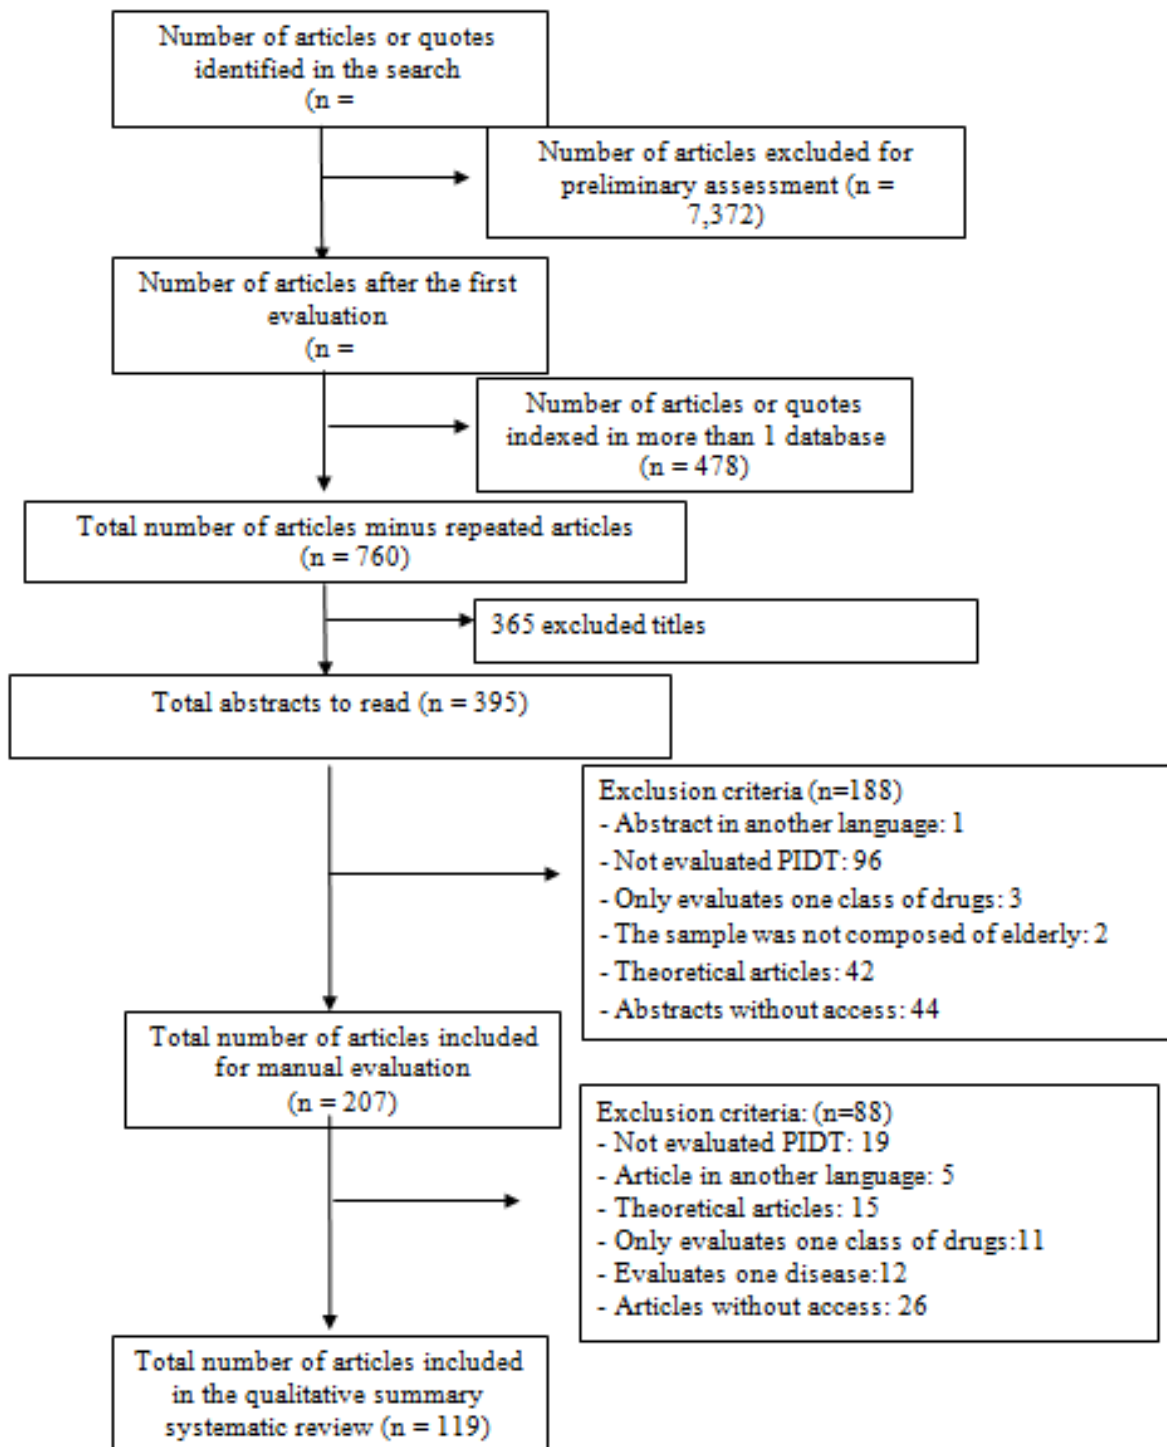 Number of articles or quotes
identified in the search
(n =
Number of articles excluded for
preliminary assessment (n =
7,372)
Number of articles after the first
evaluation
(n =
Number of articles or quotes
indexed in more than 1 database
(n = 478)
Total number of articles minus repeated articles
(n = 760)
365 excluded titles
Total abstracts to read (n = 395)
Exclusion criteria (n=188)
- Abstract in another language: 1
- Not evaluated PIDT: 96
- Only evaluates one class of drugs: 3
- The sample was not composed of elderly: 2
- Theoretical articles: 42
- Abstracts without access: 44
Total number of articles included
for manual evaluation
(n = 207)
Exclusion criteria: (n=88)
- Not evaluated PIDT: 19
- Article in another language: 5
- Theoretical articles: 15
- Only evaluates one class of drugs:11
- Evaluates one disease:12
- Articles without access: 26
Total number of articles included
in the qualitative summary
systematic review (n = 119)